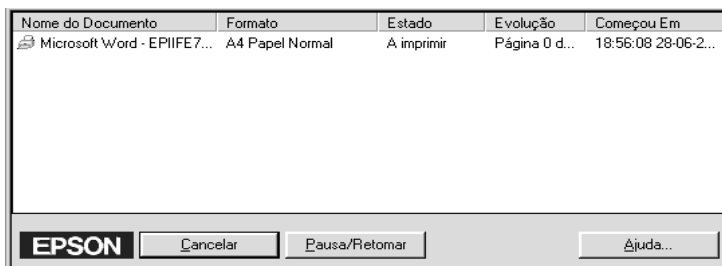 Nome do Documento Formato Estado Evolução Começou Em
Microsoft Word - EPIIFE7... A4 Papel Normal A imprimir Página 0 d... 18:56:08 28-06-2...
EPSON Cancelar Pausa/Retomar Ajuda...